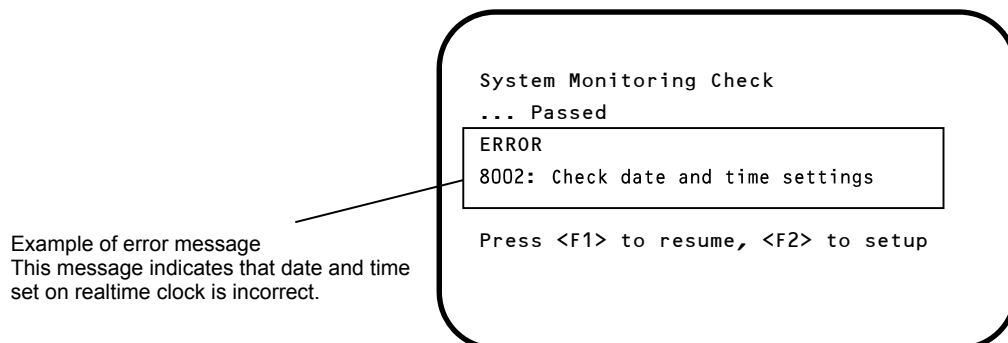 System Monitoring Check
... Passed
ERROR
8002: Check date and time settings
Press <F1> to resume, <F2> to setup
Example of error message
This message indicates that date and time
set on realtime clock is incorrect.